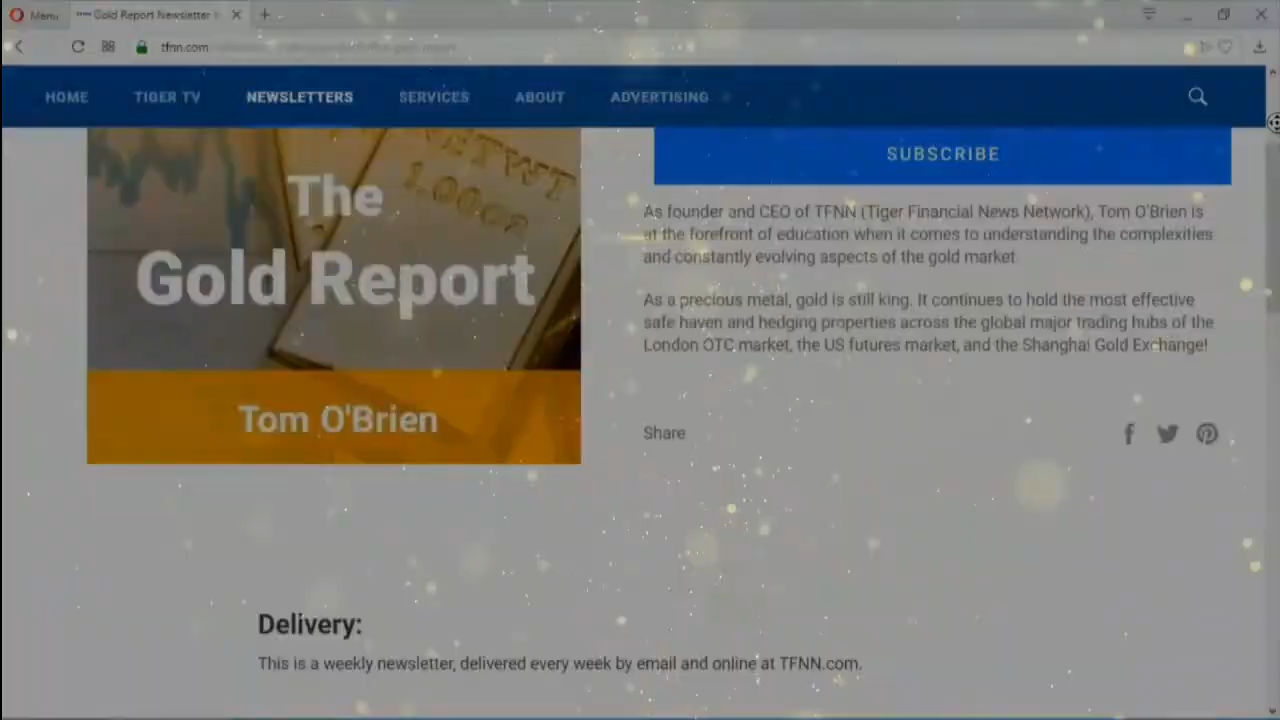 Menu
Gold Report Newsletter
tfnn.com
HOME TIGER TV NEWSLETTERS SERVICES ABOUT ADVERTISING
The
Gold Report
Tom O'Brien
SUBSCRIBE
As founder and CEO of TFNN (Tiger Financial News Network), Tom O'Brien is
at the forefront of education when it comes to understanding the complexities
and constantly evolving aspects of the gold market
As a precious metal, gold is still king. It continues to hold the most effective
safe haven and hedging properties across the global major trading hubs of the
London OTC market, the US futures market, and the Shanghai Gold Exchange!
Share
Delivery:
This is a weekly newsletter, delivered every week by email and online at TFNN.com.